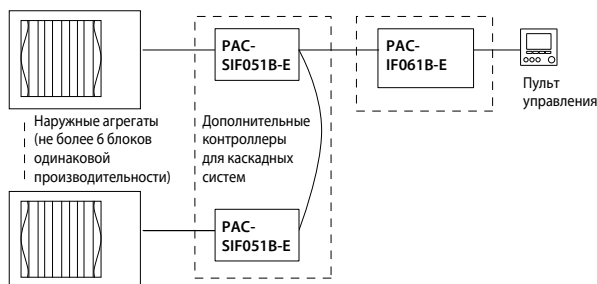 PAC-
SIF051B-E
PAC-
IF061B-E
Пульт
управления
Наружные агрегаты
(не более 6 блоков
одинаковой
производительности)
Дополнительные
контроллеры
для каскадных
систем
PAC-
SIF051B-E